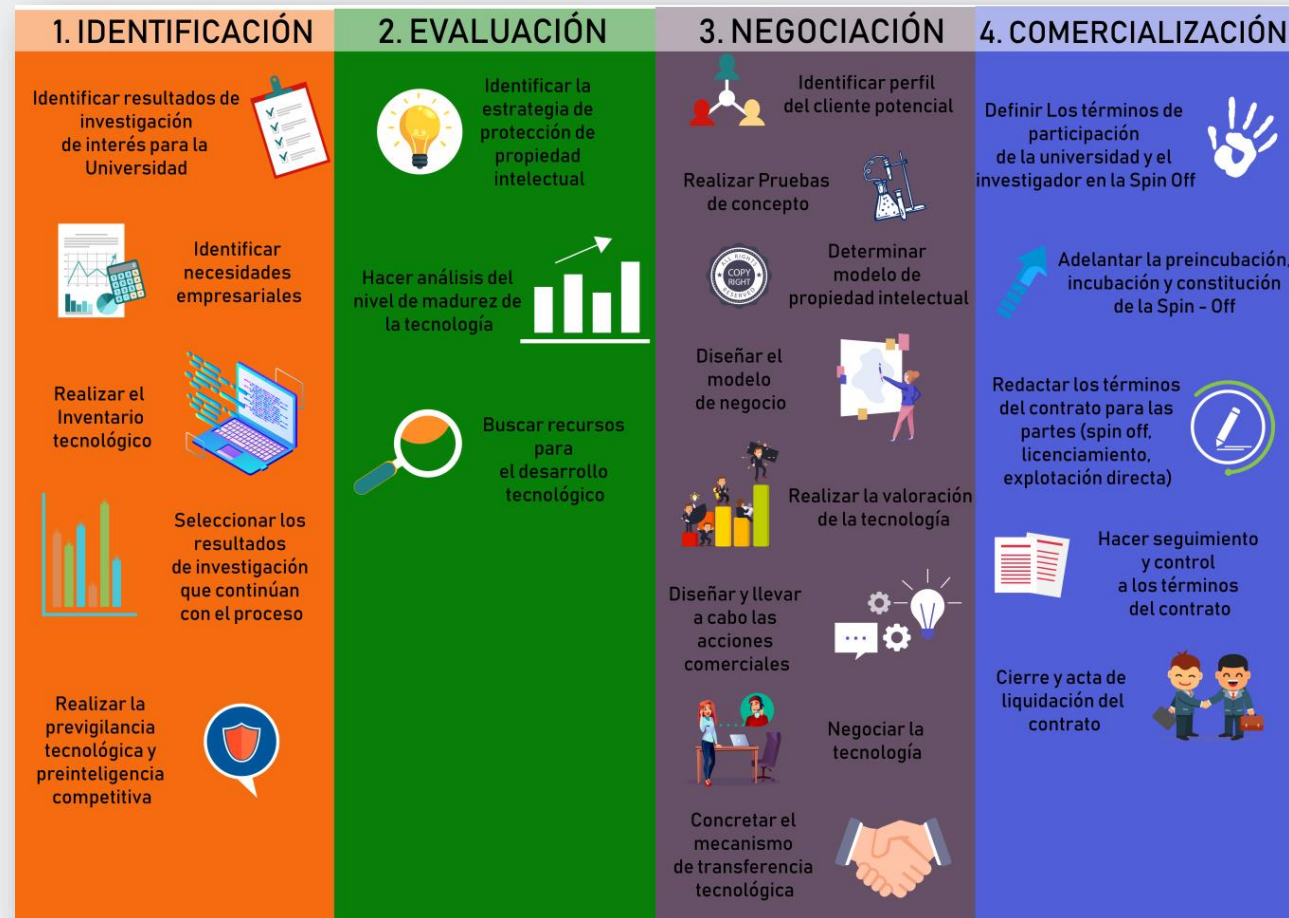 1. IDENTIFICACIÓN
Identificar resultados de
investigación
de interés para la
Universidad
Identificar
necesidades
empresariales
Realizar el
Inventario
tecnológico
Seleccionar los
resultados
de investigación
que continúan
con el proceso
Realizar la
previgilancia
tecnológica y
preinteligencia
competitiva
2. EVALUACIÓN
Identificar la
estrategia de
protección de
propiedad
intelectual
Hacer análisis del
nivel de madurez de
la tecnología
Buscar recursos
para
el desarrollo
tecnológico
3. NEGOCIACIÓN
Identificar perfil
del cliente potencial
Realizar Pruebas
de concepto
ALL RIGHTS
COPY
RIGHT
RESERVED
Determinar
modelo de
propiedad intelectual
Diseñar el
modelo
de negocio
Realizar la valoración
de la tecnología
Diseñar y llevar
a cabo las
acciones
comerciales
Negociar la
tecnología
Concretar el
mecanismo
de transferencia
tecnológica
4. COMERCIALIZACIÓN
Definir Los términos de
participación
de la universidad y el
investigador en la Spin Off
Adelantar la preincubación,
incubación y constitución
de la Spin - Off
Redactar los términos
del contrato para las
partes (spin off,
licenciamiento,
explotación directa)
Hacer seguimiento
y control
a los términos
del contrato
Cierre y acta de
liquidación del
contrato